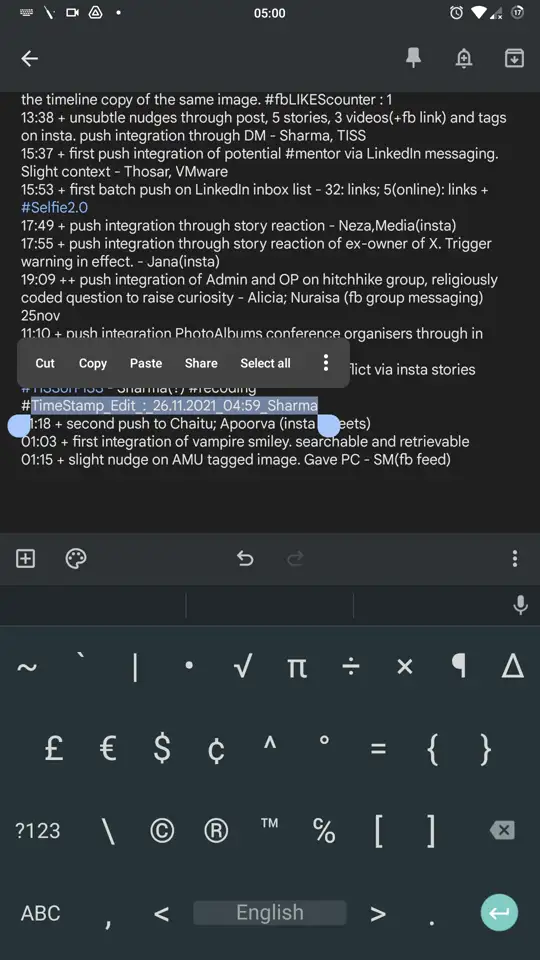 05:00
17
the timeline copy of the same image. #fbLIKEScounter : 1
13:38 + unsubtle nudges through post, 5 stories, 3 videos(+fb link) and tags
on insta. push integration through DM - Sharma, TISS
15:37 + first push integration of potential #mentor via LinkedIn messaging.
Slight context - Thosar, VMware
15:53 + first batch push on LinkedIn inbox list - 32: links; 5(online): links +
#Selfie2.0
17:49 + push integration through story reaction - Neza,Media(insta)
17:55 + push integration through story reaction of ex-owner of X. Trigger
warning in effect. - Jana(insta)
19:09 ++ push integration of Admin and OP on hitchhike group, religiously
coded question to raise curiosity - Alicia; Nuraisa (fb group messaging)
25nov
11:10 + push integration PhotoAlbums conference organisers through in
Cut Copy Paste Share Select all
flict via insta stories
Sharma(?) #recoding
#TimeStamp_Edit_:_26.11.2021_04:59_Sharma
1:18 + second push to Chaitu; Apoorva (insta eets)
01:03 + first integration of vampire smiley. searchable and retrievable
01:15 + slight nudge on AMU tagged image. Gave PC - SM(fb feed)
~ ` | • √ π ÷ × ¶ Δ
£ € $ ¢ ^ ° = { }
?123 \ © ® ™ ℅ [ ]
ABC , < English > .